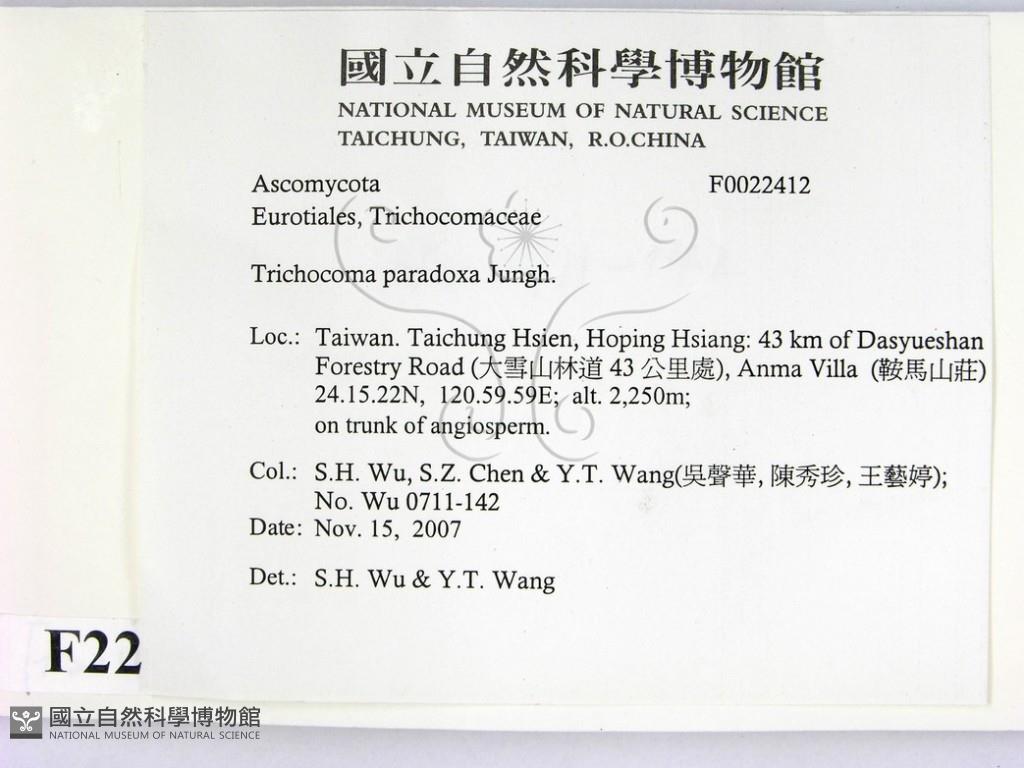 國立自然科學博物館
NATIONAL MUSEUM OF NATURAL SCIENCE
TAICHUNG, TAIWAN, R.O.CHINA
Ascomycota F0022412
Eurotiales, Trichocomaceae
Trichocoma paradoxa Jungh.
Loc.: Taiwan. Taichung Hsien, Hoping Hsiang: 43 km of Dasyueshan
Forestry Road (大雪山林道 43 公里處), Anma Villa (鞍馬山莊)
24.15.22N, 120.59.59E; alt. 2,250m;
on trunk of angiosperm.
Col.: S.H. Wu, S.Z. Chen & Y.T. Wang(吳聲華, 陳秀珍, 王藝婷);
No. Wu 0711-142
Date: Nov. 15, 2007
Det.: S.H. Wu & Y.T. Wang
F22
國立自然科學博物館
NATIONAL MUSEUM OF NATURAL SCIENCE